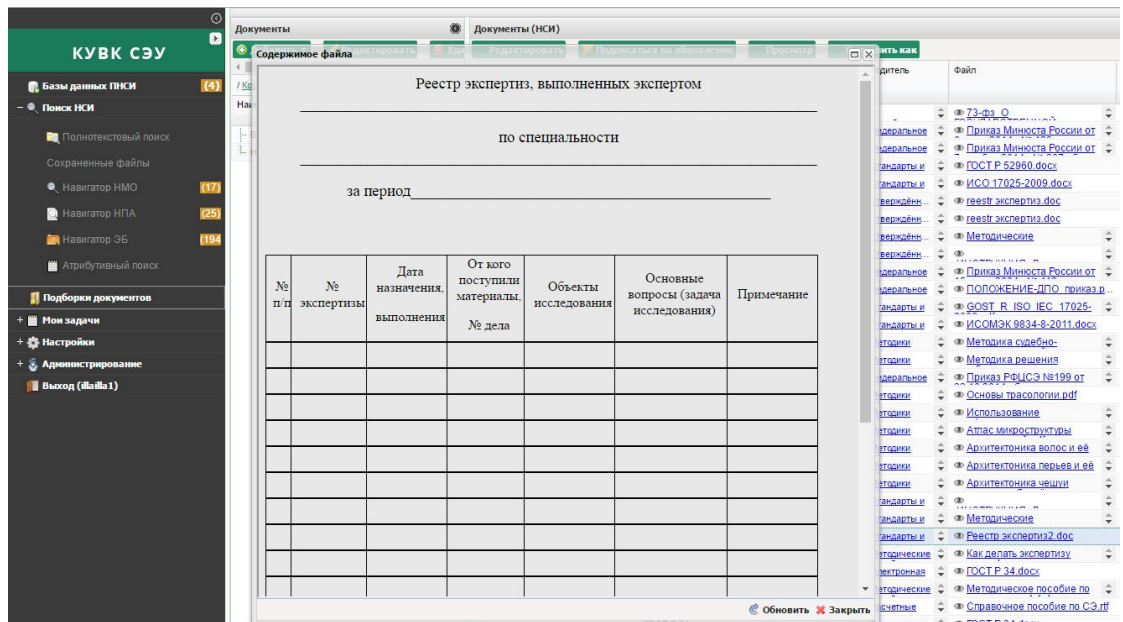 КУВК СЭУ
Базы данных ПНСИ (4)
− Поиск НСИ
Полнотекстовый поиск
Сохраненные файлы
Навигатор НМО (17)
Навигатор НПА (25)
Навигатор ЭБ (194
Атрибутивный поиск
Подборки документов
+ Мои задачи
+ Настройки
+ Администрирование
Выход (illailla1)
Документы
Документы (НСИ)
Редактировать Подписаться на обновления Просмотр
ить как
Содержимое файла
Реестр экспертиз, выполненных экспертом
по специальности
за период
№ п/п
№ экспертизы
Дата назначения, выполнения
От кого поступили материалы, № дела
Объекты исследования
Основные вопросы (задача исследования)
Примечание
Обновить Закрыть
Файл
73-фз_О
Приказ Минюста России от
Приказ Минюста России от
ГОСТ Р 52960.docx
ИСО 17025-2009.docx
reestr экспертиз.doc
reestr экспертиз.doc
Методические
Приказ Минюста России от
ПОЛОЖЕНИЕ-ДПО_приказ.р...
GOST_R_ISO_IEC_17025-
ИСОМЭК 9834-8-2011.docx
Методика судебно-
Методика решения
Приказ РФЦСЭ №199 от
Основы трасологии.pdf
Использование
Атлас микроструктуры
Архитектоника волос и её
Архитектоника перьев и её
Архитектоника чешуи
Методические
Реестр экспертиз2.doc
Как делать экспертизу
ГОСТ Р 34.docx
Методическое пособие по
Справочное пособие по СЭ.rtf